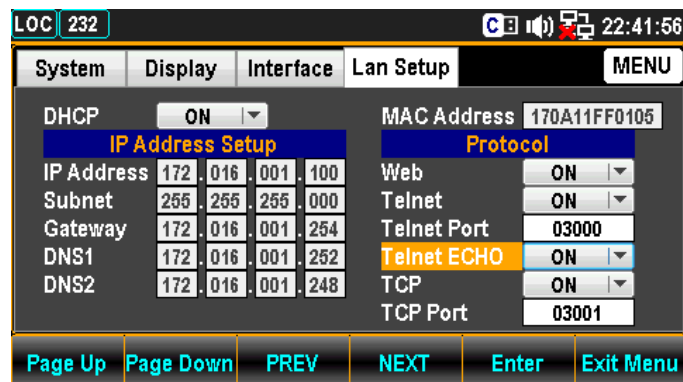 LOC 232 C 22:41:56
System Display Interface Lan Setup MENU
DHCP ON
IP Address Setup
IP Address 172 . 016 . 001 . 100
Subnet 255 . 255 . 255 . 000
Gateway 172 . 016 . 001 . 254
DNS1 172 . 016 . 001 . 252
DNS2 172 . 016 . 001 . 248
MAC Address 170A11FF0105
Protocol
Web ON
Telnet ON
Telnet Port 03000
Telnet ECHO ON
TCP ON
TCP Port 03001
Page Up Page Down PREV NEXT Enter Exit Menu